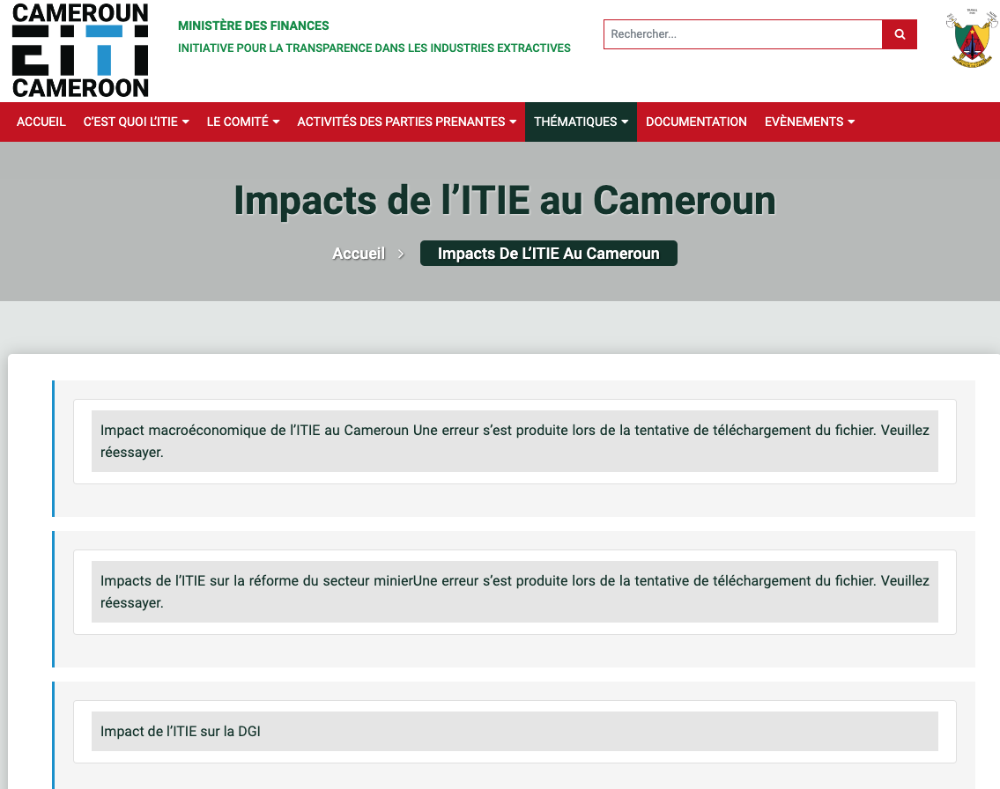 CAMEROUN
EiTi
CAMEROON
MINISTÈRE DES FINANCES
INITIATIVE POUR LA TRANSPARENCE DANS LES INDUSTRIES EXTRACTIVES
Rechercher...
ACCUEIL C’EST QUOI L’ITIE LE COMITÉ ACTIVITÉS DES PARTIES PRENANTES THÉMATIQUES DOCUMENTATION EVÈNEMENTS
Impacts de l’ITIE au Cameroun
Accueil > Impacts De L’ITIE Au Cameroun
Impact macroéconomique de l’ITIE au Cameroun Une erreur s’est produite lors de la tentative de téléchargement du fichier. Veuillez
réessayer.
Impacts de l’ITIE sur la réforme du secteur minierUne erreur s’est produite lors de la tentative de téléchargement du fichier. Veuillez
réessayer.
Impact de l’ITIE sur la DGI